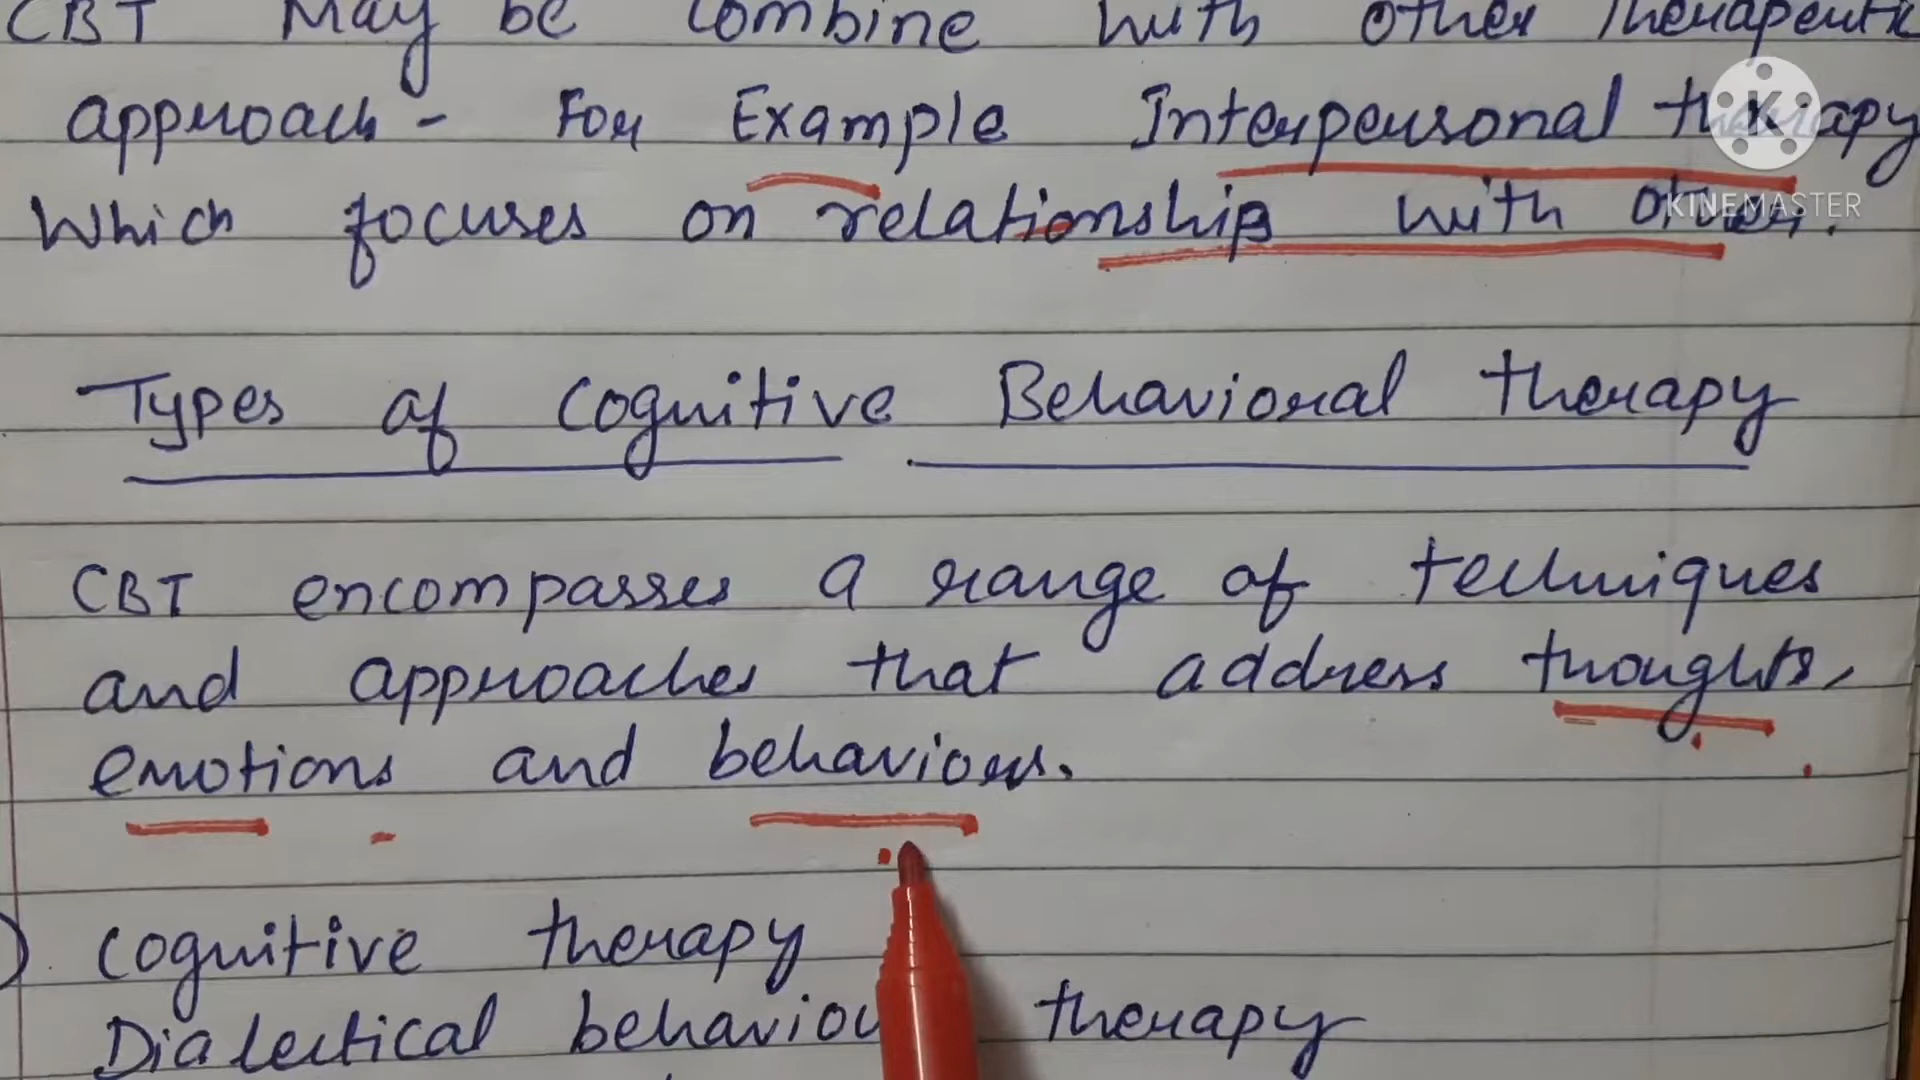 CBT May be combine with other therapeutic
approach - For Example Interpersonal therapy
Which focuses on relationship with other.
Types of Cognitive Behavioral therapy
CBT encompasses a range of techniques
and approaches that address thoughts,
emotions and behaviour.
Cognitive therapy
Dialectical behaviou therapy
K
KINEMASTER